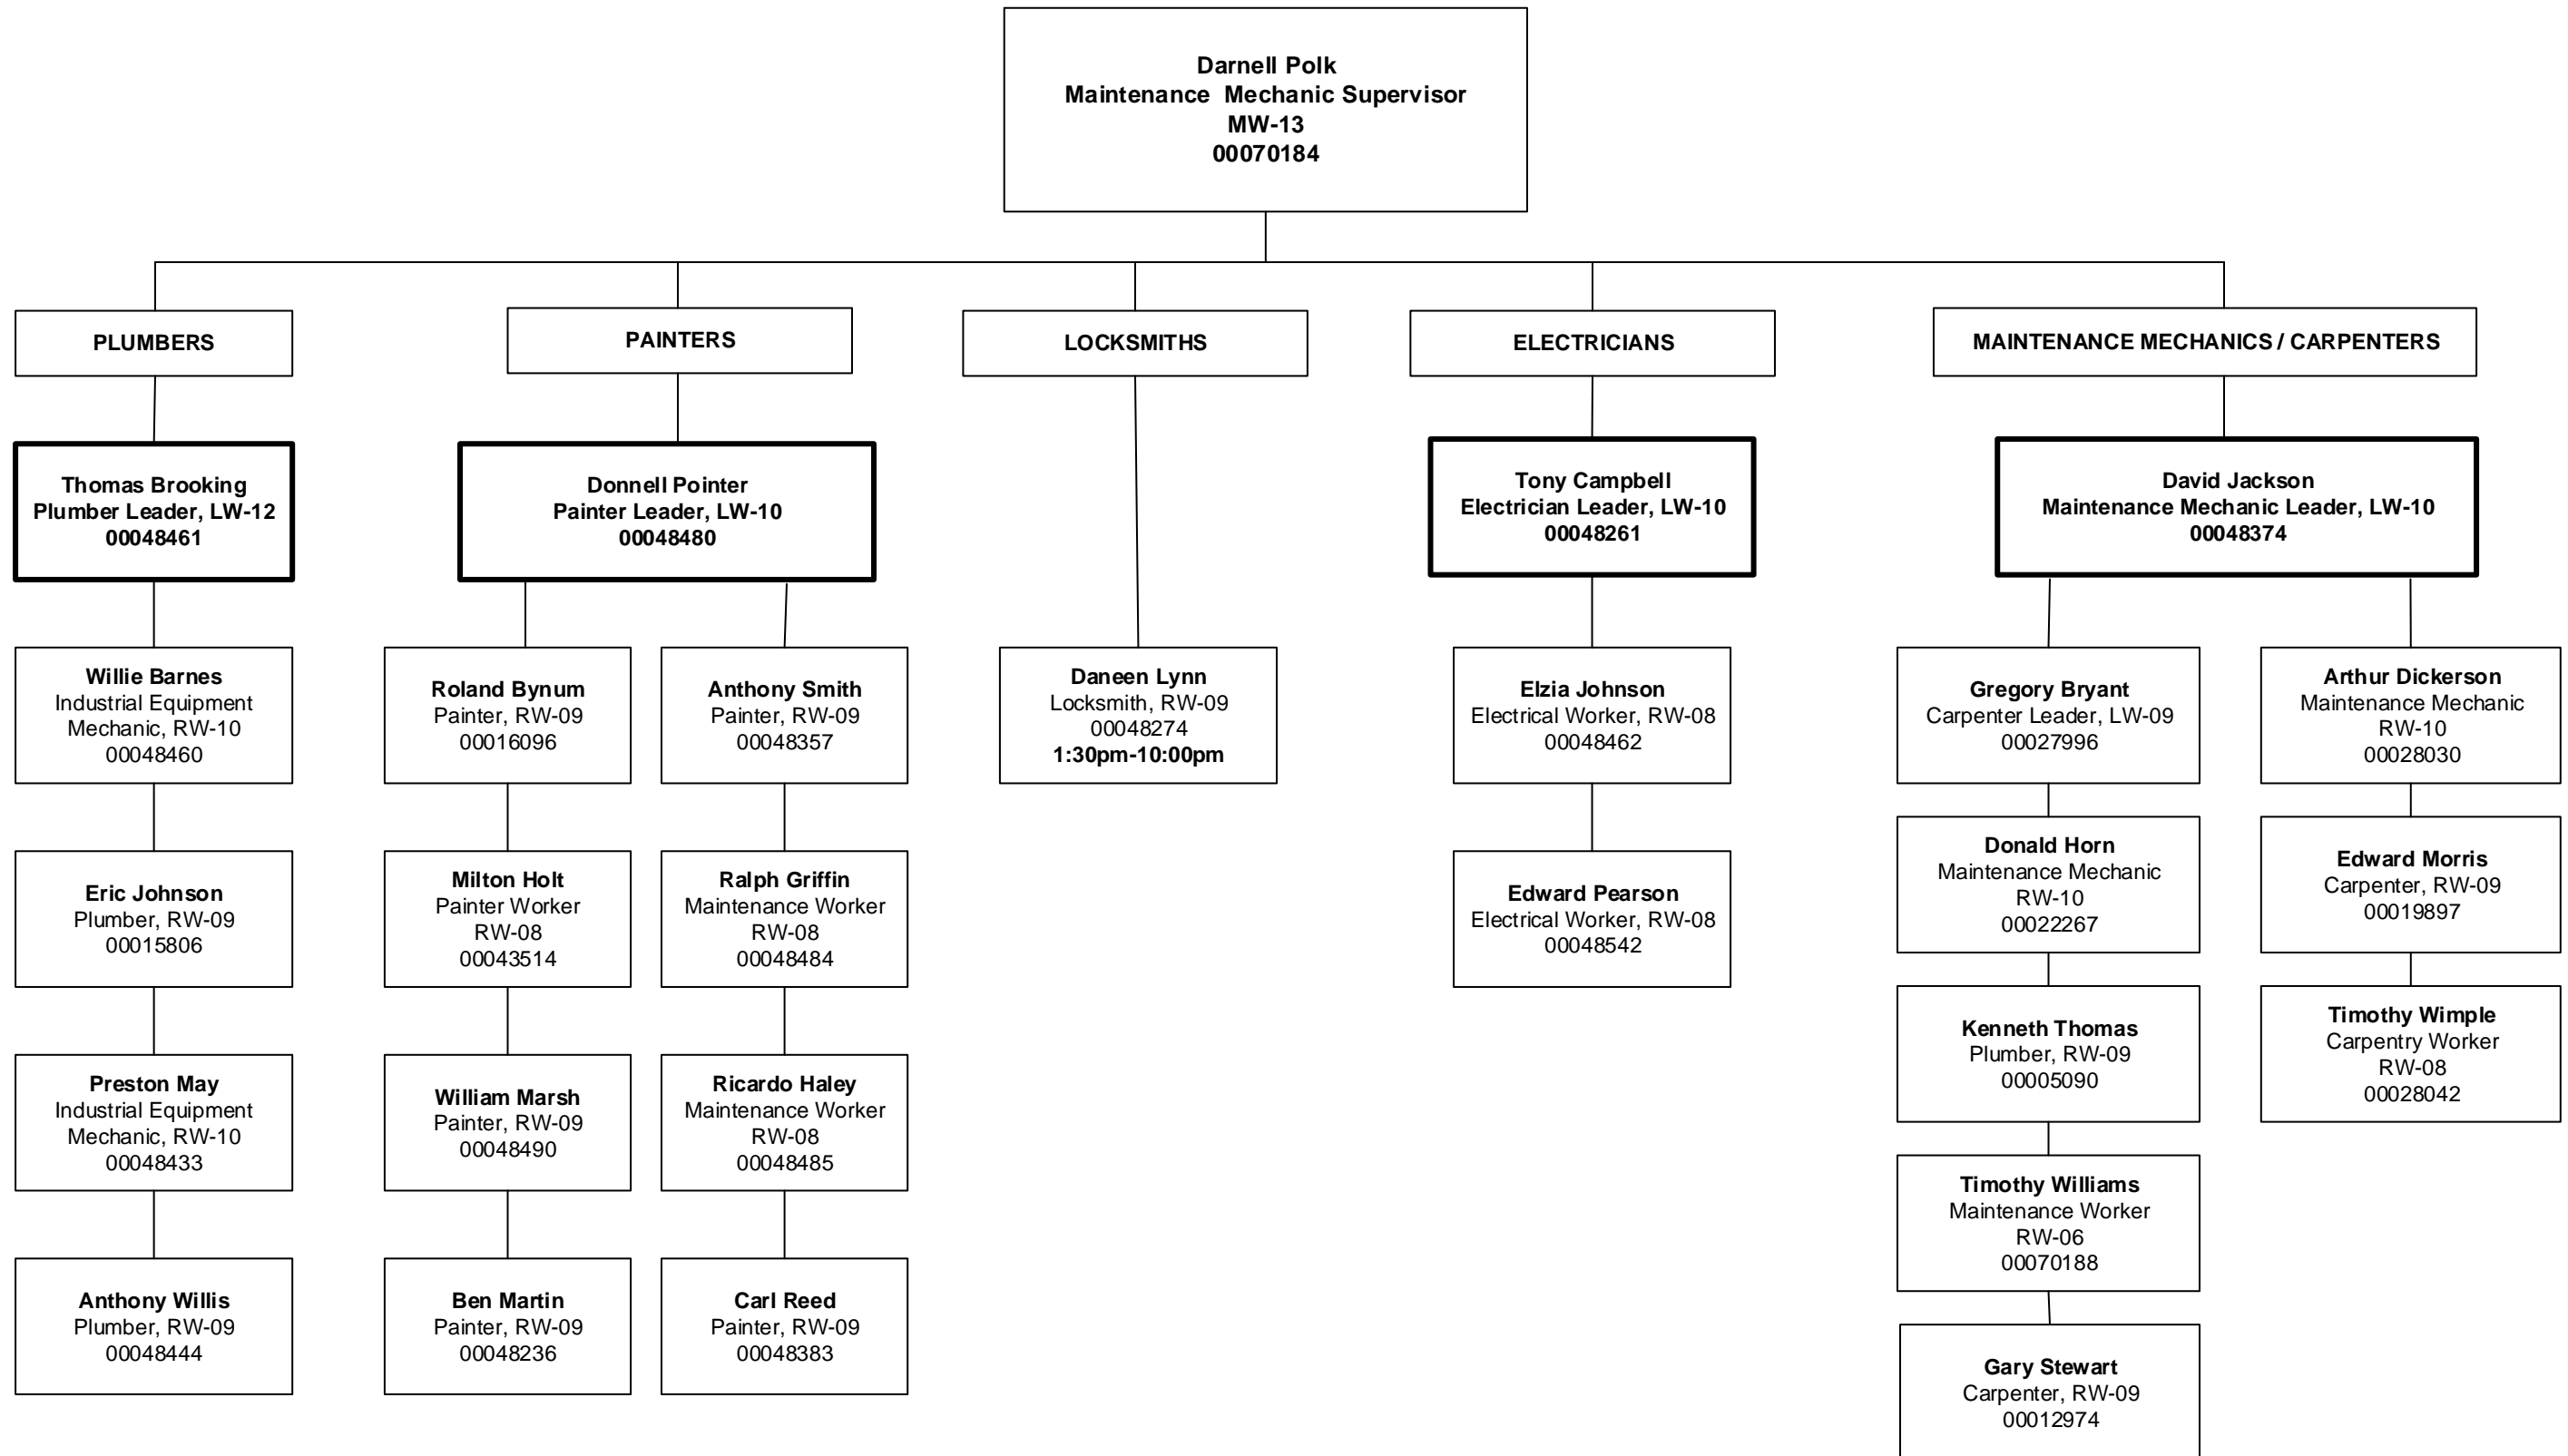 Darnell Polk
Maintenance  Mechanic Supervisor
MW-13
00070184
PLUMBERS
PAINTERS
LOCKSMITHS
ELECTRICIANS
MAINTENANCE MECHANICS / CARPENTERS
Thomas Brooking
Plumber Leader, LW-12
00048461
Donnell Pointer
Painter Leader, LW-10
00048480
Tony Campbell
Electrician Leader, LW-10
00048261
David Jackson
Maintenance Mechanic Leader, LW-10
00048374
Willie Barnes
Industrial Equipment
Mechanic, RW-10
00048460
Roland Bynum
Painter, RW-09
00016096
Anthony Smith
Painter, RW-09
00048357
Daneen Lynn
Locksmith, RW-09
00048274
1:30pm-10:00pm
Elzia Johnson
Electrical Worker, RW-08
00048462
Gregory Bryant
Carpenter Leader, LW-09
00027996
Arthur Dickerson
Maintenance Mechanic
RW-10
00028030
Eric Johnson
Plumber, RW-09
00015806
Milton Holt
Painter Worker
RW-08
00043514
Ralph Griffin
Maintenance Worker
RW-08
00048484
Edward Pearson
Electrical Worker, RW-08
00048542
Donald Horn
Maintenance Mechanic
RW-10
00022267
Edward Morris
Carpenter, RW-09
00019897
Preston May
Industrial Equipment
Mechanic, RW-10
00048433
William Marsh
Painter, RW-09
00048490
Ricardo Haley
Maintenance Worker
RW-08
00048485
Kenneth Thomas
Plumber, RW-09
00005090
Timothy Wimple
Carpentry Worker
RW-08
00028042
Timothy Williams
Maintenance Worker
RW-06
00070188
Anthony Willis
Plumber, RW-09
00048444
Ben Martin
Painter, RW-09
00048236
Carl Reed
Painter, RW-09
00048383
Gary Stewart
Carpenter, RW-09
00012974